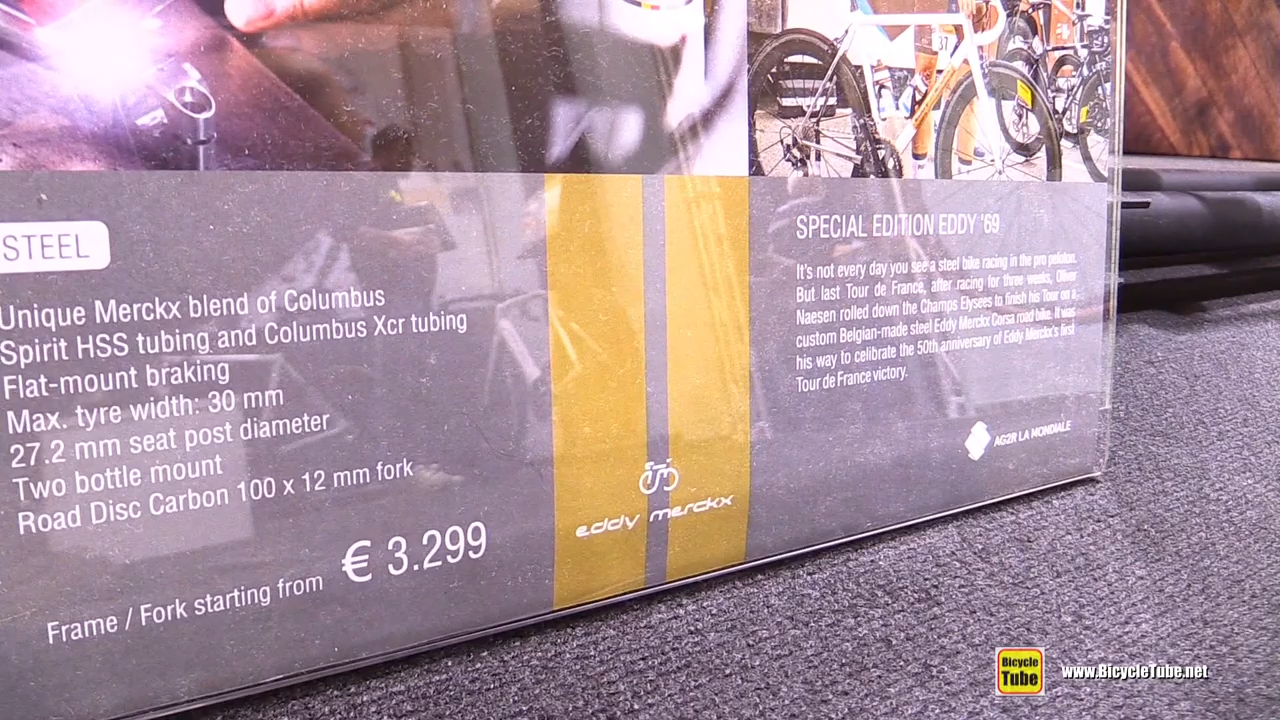 STEEL
Unique Merckx blend of Columbus
Spirit HSS tubing and Columbus Xcr tubing
Flat-mount braking
Max. tyre width: 30 mm
27.2 mm seat post diameter
Two bottle mount
Road Disc Carbon 100 x 12 mm fork
Frame / Fork starting from € 3.299
eddy merckx
37
SPECIAL EDITION EDDY '69
It's not every day you see a steel bike racing in the pro peloton.
But last Tour de France, after racing for three weeks, Oliver
Naesen rolled down the Champs Elysees to finish his Tour on a
custom Belgian-made steel Eddy Merckx Corsa road bike. It was
his way to celebrate the 50th anniversary of Eddy Merckx's first
Tour de France victory.
AG2R LA MONDIALE
Bicycle
Tube
www.BicycleTube.net